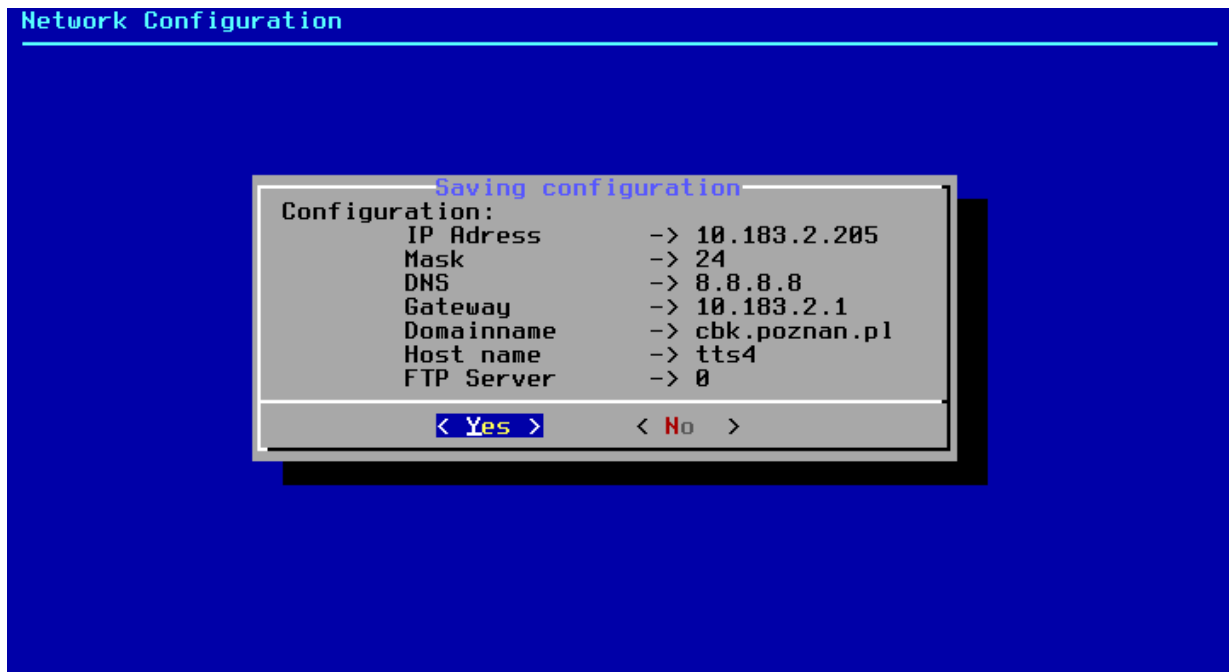 Network Configuration
Saving configuration
Configuration:
IP Adress -> 10.183.2.205
Mask -> 24
DNS -> 8.8.8.8
Gateway -> 10.183.2.1
Domainname -> cbk.poznan.pl
Host name -> tts4
FTP Server -> 0
< Yes > < No >